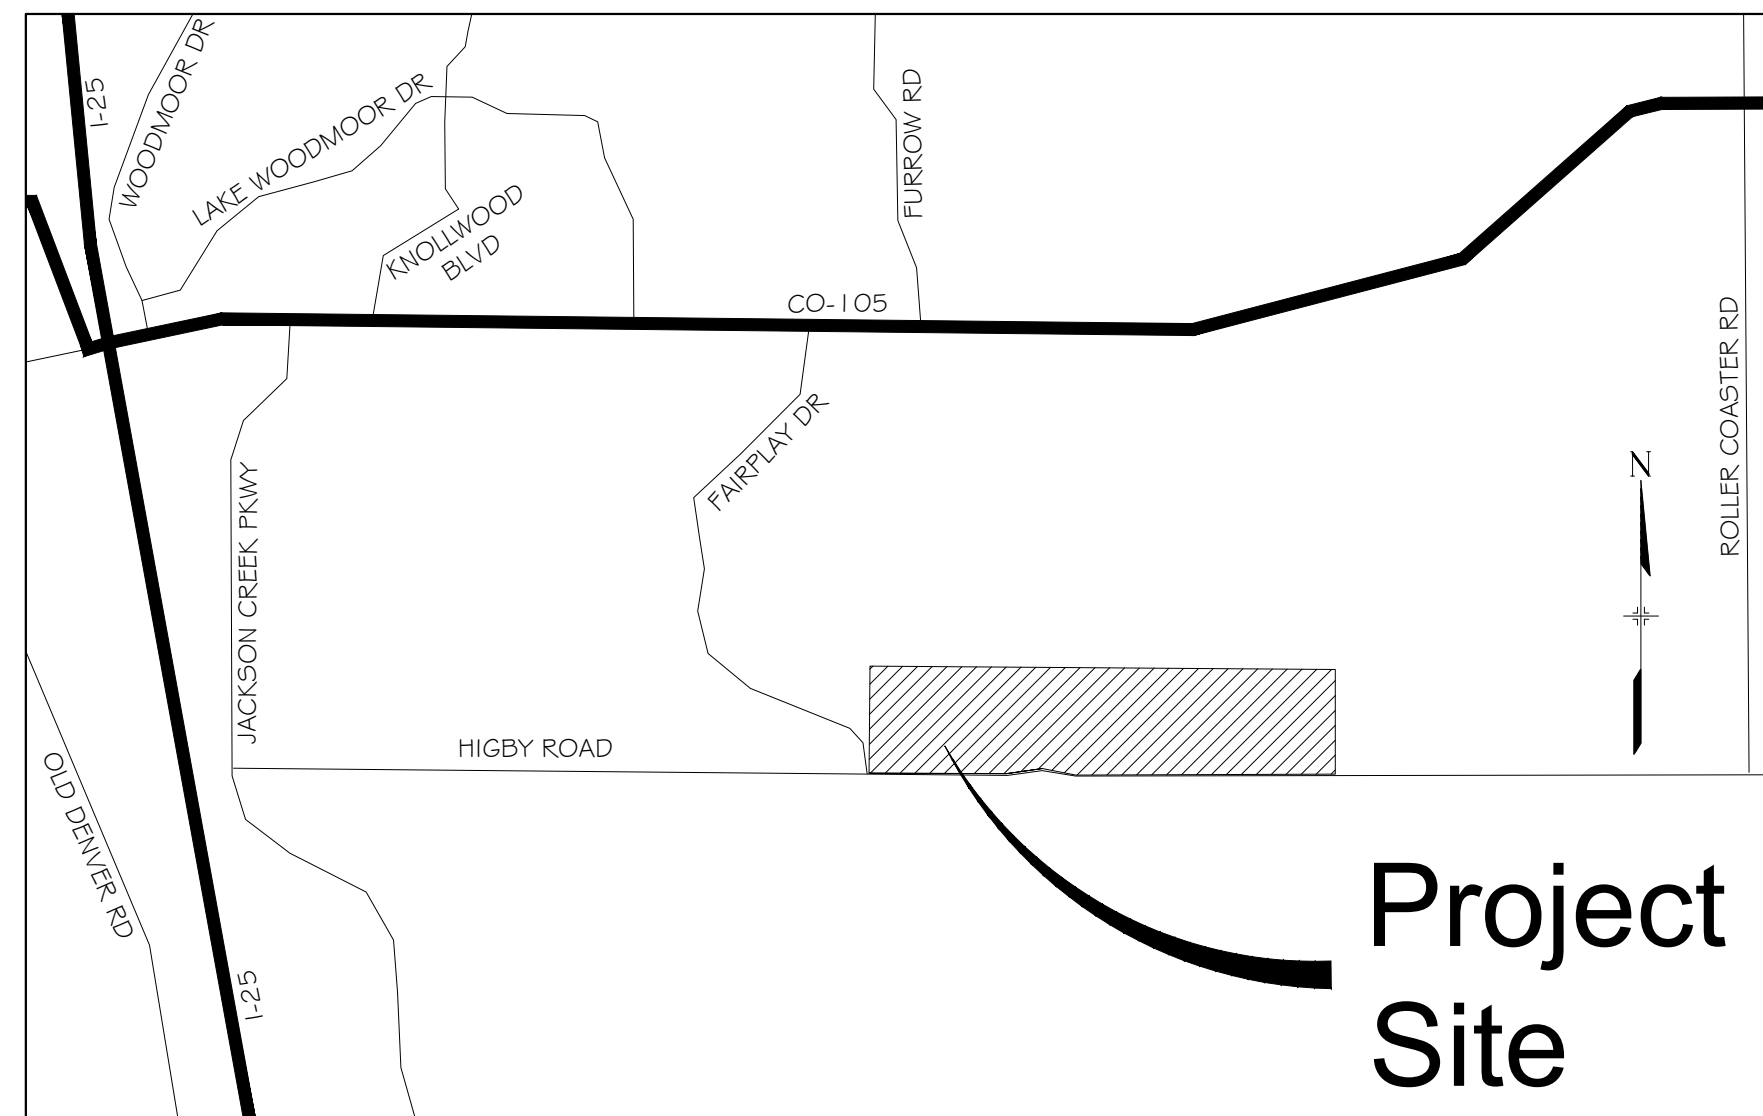 I-25
WOODMOOR DR
LAKE WOODMOOR DR
KNOLLWOOD
BLVD
FURROW RD
CO-105
ROLLER COASTER RD
FAIRPLAY DR
N
JACKSON CREEK PKWY
HIGBY ROAD
OLD DENVER RD
I-25
Project
Site